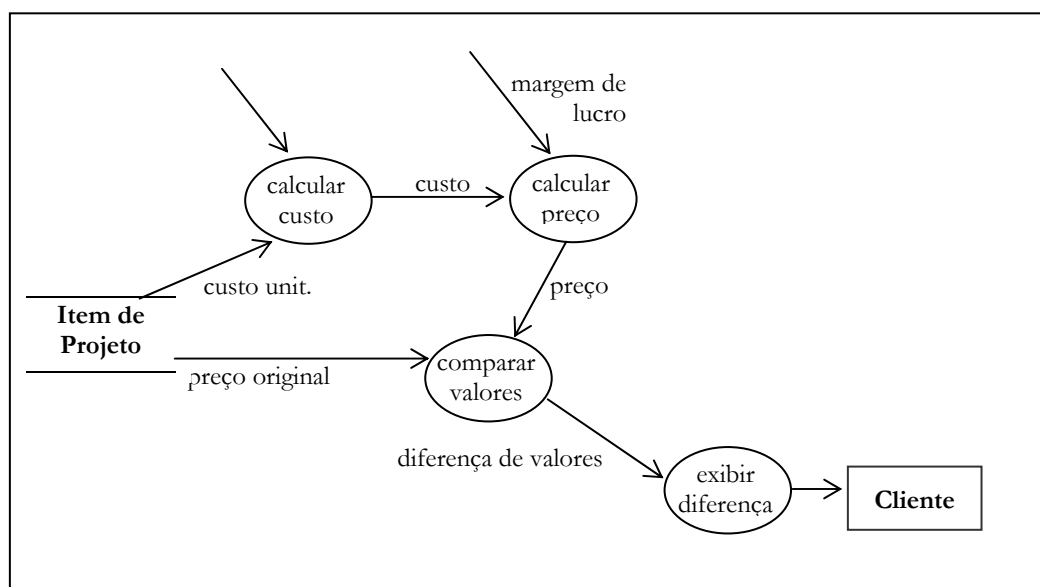 margem de
lucro
calcular
custo
custo
calcular
preço
custo unit.
preço
Item de
Projeto
preço original
comparar
valores
diferença de valores
exibir
diferença
Cliente